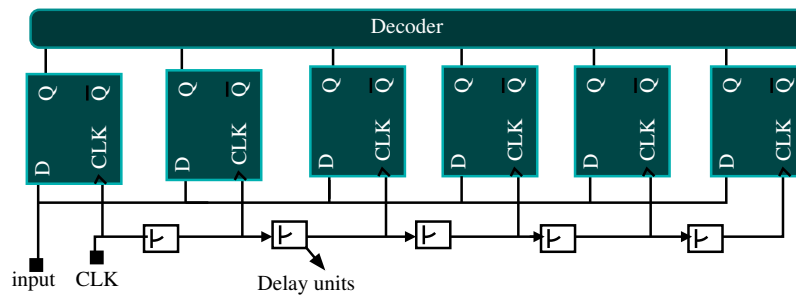 Decoder
Q Q Q Q Q Q Q Q Q Q Q Q
D CLK D CLK D CLK D CLK D CLK D CLK
input CLK
Delay units